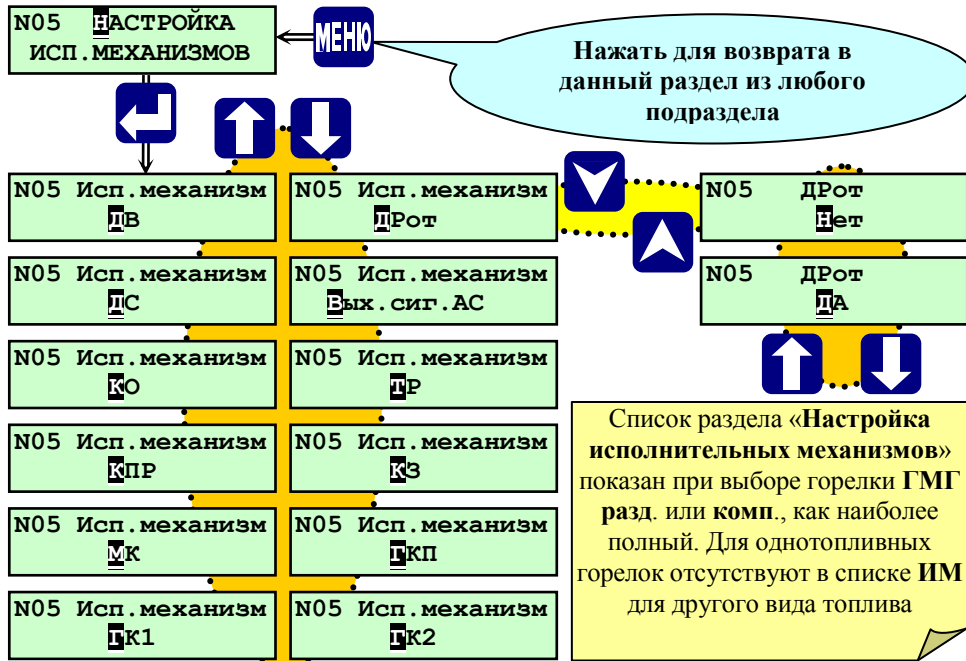 N05 НАСТРОЙКА
ИСП.МЕХАНИЗМОВ
МЕНЮ
Нажать для возврата в
данный раздел из любого
подраздела
N05 Исп.механизм
ДВ
N05 Исп.механизм
ДРот
N05 ДРот
Нет
N05 Исп.механизм
ДС
N05 Исп.механизм
Вых.сиг.АС
N05 ДРот
ДА
N05 Исп.механизм
КО
N05 Исп.механизм
ТР
N05 Исп.механизм
КПР
N05 Исп.механизм
КЗ
N05 Исп.механизм
МК
N05 Исп.механизм
ГКП
N05 Исп.механизм
ГК1
N05 Исп.механизм
ГК2
Список раздела «Настройка
исполнительных механизмов»
показан при выборе горелки ГМГ
разд. или комп., как наиболее
полный. Для однотопливных
горелок отсутствуют в списке ИМ
для другого вида топлива